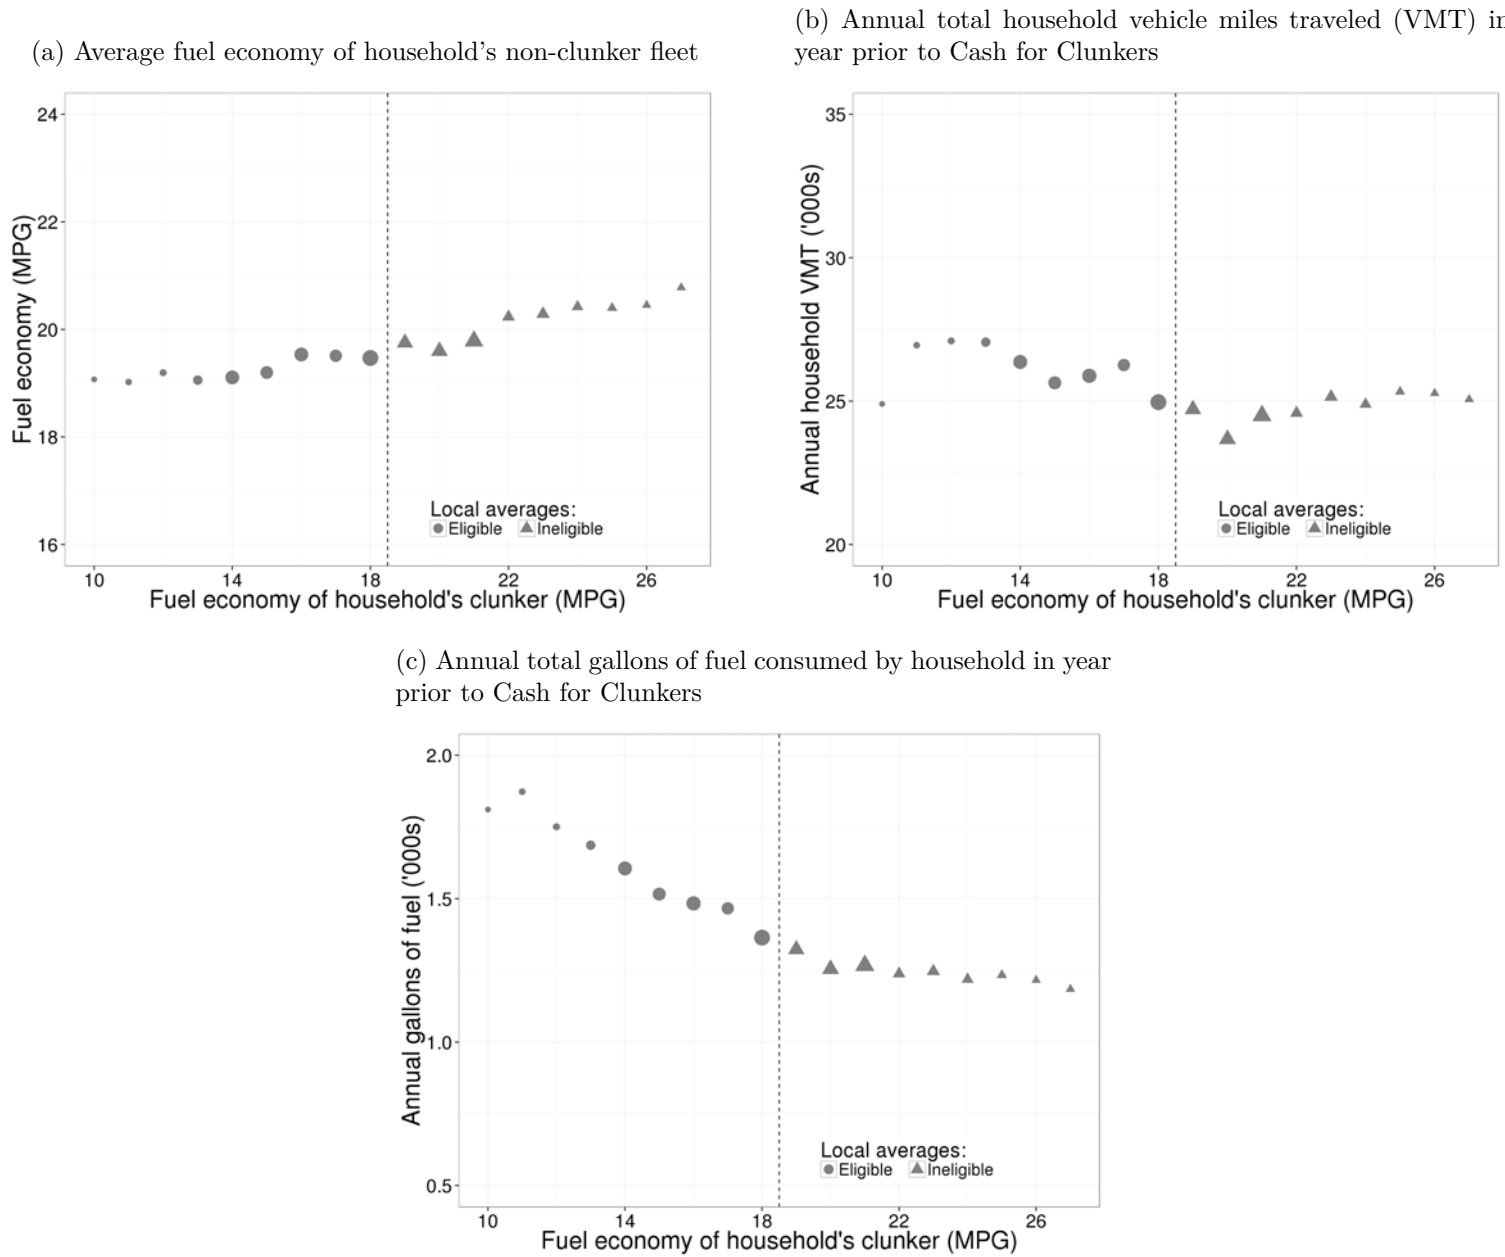 (a) Average fuel economy of household's non-clunker fleet
24
22
20
18
16
Fuel economy (MPG)
10 14 18 22 26
Fuel economy of household's clunker (MPG)
Local averages:
Eligible Ineligible
(b) Annual total household vehicle miles traveled (VMT) in
year prior to Cash for Clunkers
35
30
25
20
Annual household VMT ('000s)
10 14 18 22 26
Fuel economy of household's clunker (MPG)
Local averages:
Eligible Ineligible
(c) Annual total gallons of fuel consumed by household in year
prior to Cash for Clunkers
2.0
1.5
1.0
0.5
Annual gallons of fuel ('000s)
10 14 18 22 26
Fuel economy of household's clunker (MPG)
Local averages:
Eligible Ineligible